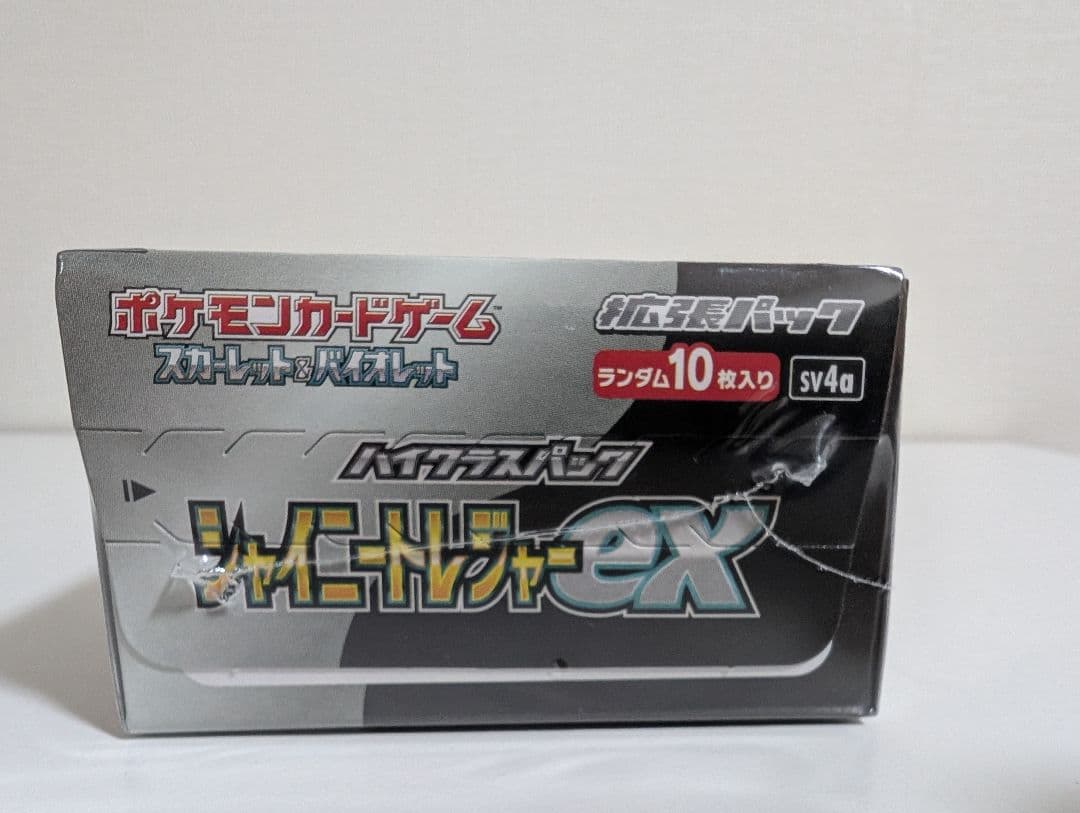 ポケモンカードゲーム™
スカーレット&バイオレット
拡張パック
ランダム10枚入り
sv4a
ハイクラスパック
シャイニートレジャーex